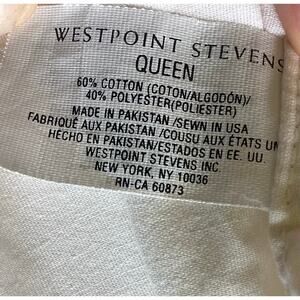 WESTPOINT STEVENS
QUEEN
60% COTTON (COTON/ALGODÓN)/
40% POLYESTER(POLIESTER)
MADE IN PAKISTAN /SEWN IN USA
FABRIQUÉ AUX PAKISTAN /COUSU AUX ÉTATS UN
HECHO EN PAKISTAN/ESTADOS EN EE. UU.
WESTPOINT STEVENS INC.
NEW YORK, NY 10036
RN-CA 60873